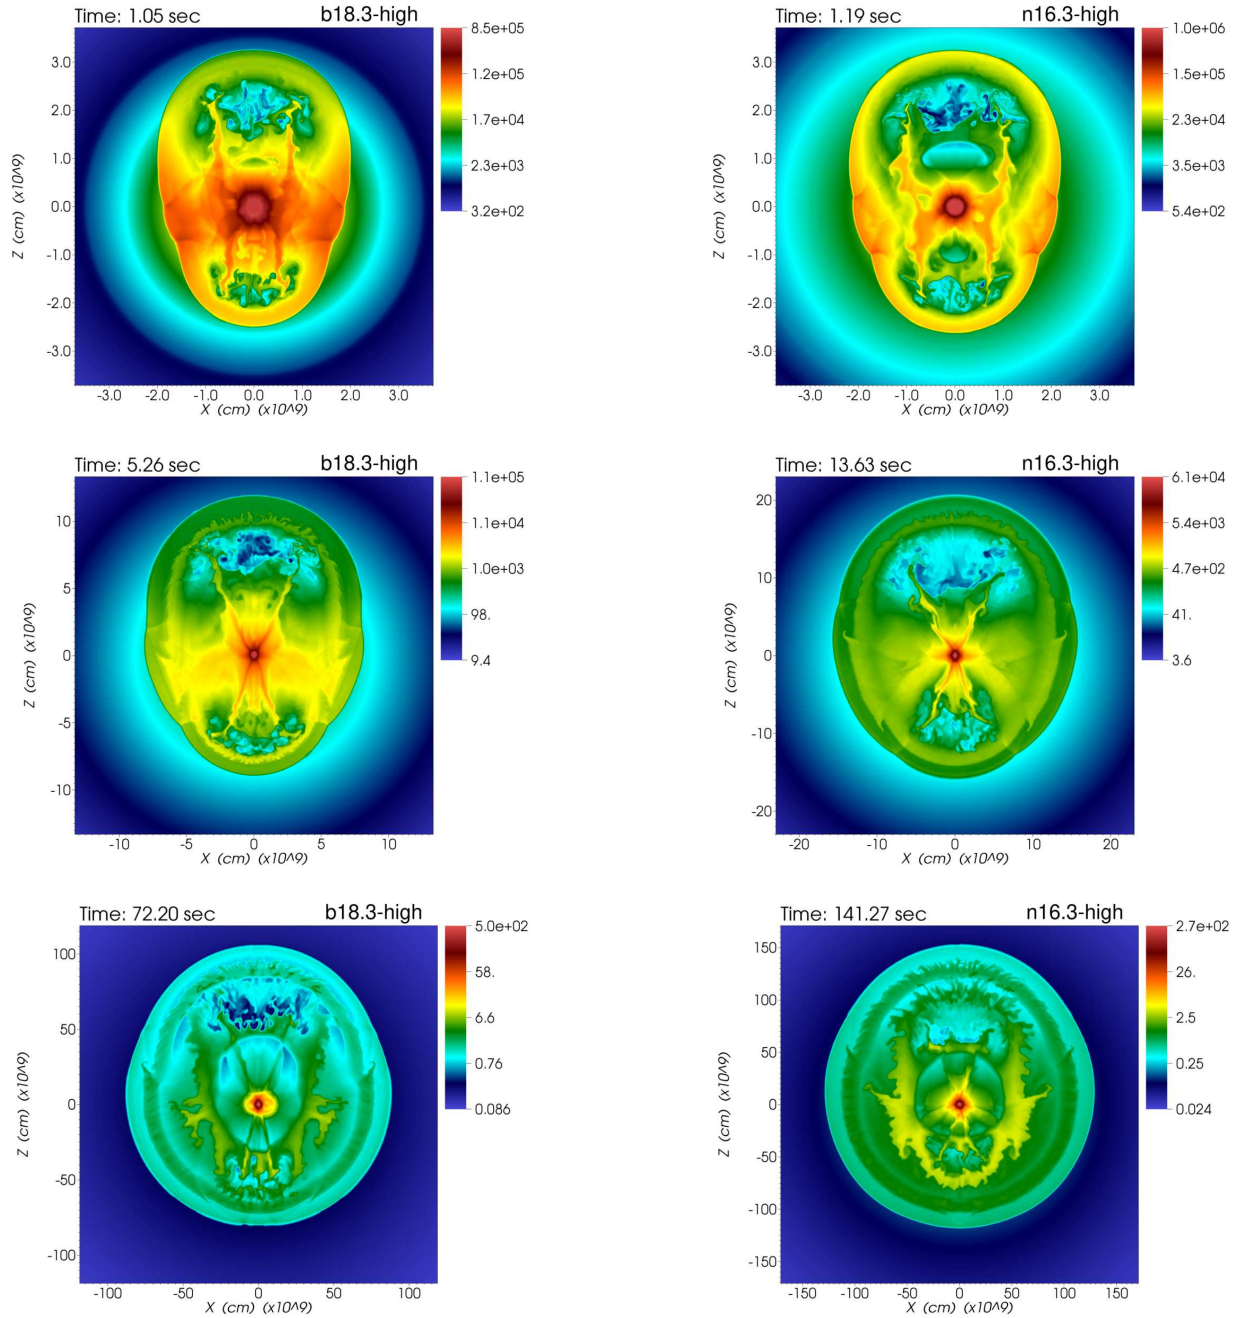 Time: 1.05 sec b18.3-high
8.5e+05
1.2e+05
1.7e+04
2.3e+03
3.2e+02
3.0
2.0
1.0
0.0
-1.0
-2.0
-3.0
Z (cm) (x10^9)
-3.0 -2.0 -1.0 0.0 1.0 2.0 3.0
X (cm) (x10^9)
Time: 1.19 sec n16.3-high
1.0e+06
1.5e+05
2.3e+04
3.5e+03
5.4e+02
3.0
2.0
1.0
0.0
-1.0
-2.0
-3.0
Z (cm) (x10^9)
-3.0 -2.0 -1.0 0.0 1.0 2.0 3.0
X (cm) (x10^9)
Time: 5.26 sec b18.3-high
1.1e+05
1.1e+04
1.0e+03
98.
9.4
10
5
0
-5
-10
Z (cm) (x10^9)
-10 -5 0 5 10
X (cm) (x10^9)
Time: 13.63 sec n16.3-high
6.1e+04
5.4e+03
4.7e+02
41.
3.6
20
10
0
-10
-20
Z (cm) (x10^9)
-20 -10 0 10 20
X (cm) (x10^9)
Time: 72.20 sec b18.3-high
5.0e+02
58.
6.6
0.76
0.086
100
50
0
-50
-100
Z (cm) (x10^9)
-100 -50 0 50 100
X (cm) (x10^9)
Time: 141.27 sec n16.3-high
2.7e+02
26.
2.5
0.25
0.024
150
100
50
0
-50
-100
-150
Z (cm) (x10^9)
-150 -100 -50 0 50 100 150
X (cm) (x10^9)